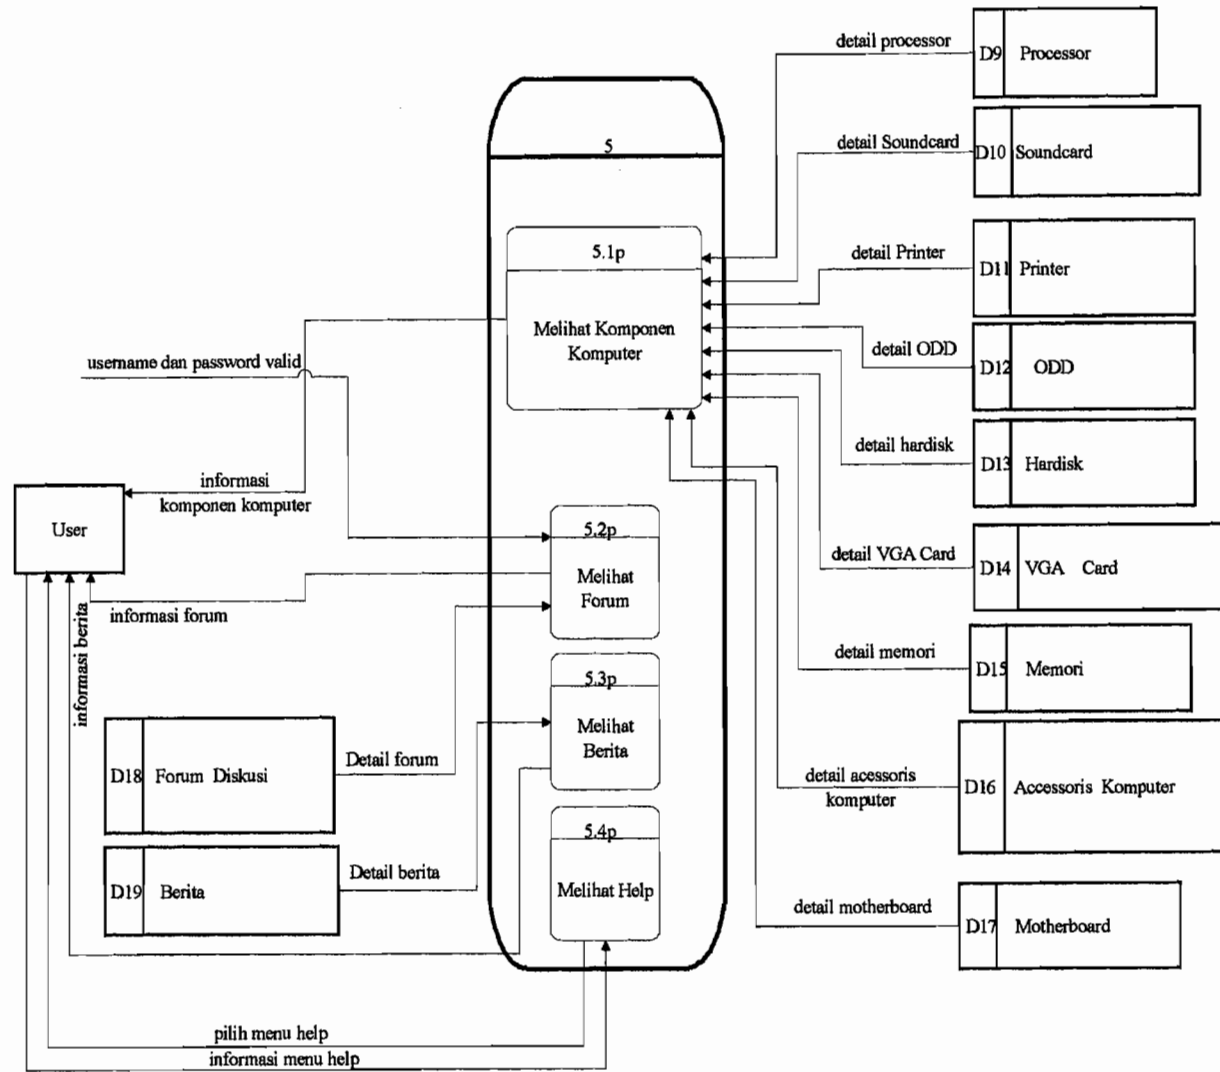 detail processor
D9 Processor
5
detail Soundcard
D10 Soundcard
5.1p
Melihat Komponen
Komputer
detail Printer
D11 Printer
username dan password valid
detail ODD
D12 ODD
detail hardisk
D13 Hardisk
informasi
komponen komputer
User
5.2p
Melihat
Forum
detail VGA Card
D14 VGA Card
informasi forum
informasi berita
detail memori
D15 Memori
5.3p
Melihat
Berita
D18 Forum Diskusi
Detail forum
detail acessoris
komputer
D16 Accessoris Komputer
5.4p
Melihat Help
D19 Berita
Detail berita
detail motherboard
D17 Motherboard
pilih menu help
informasi menu help